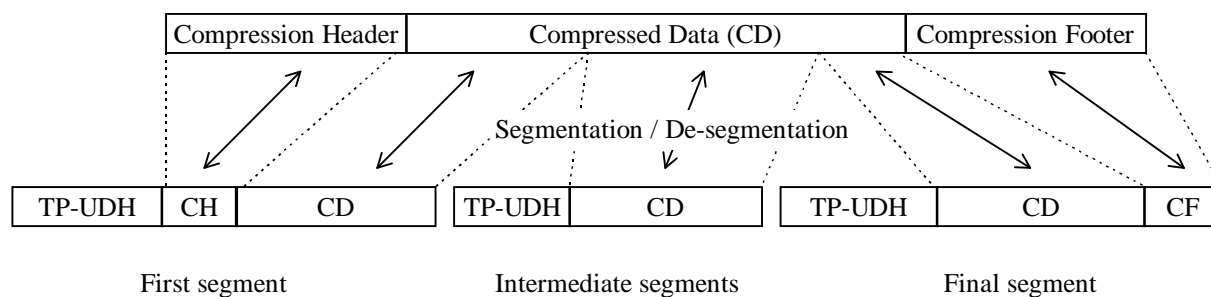 Compression Header Compressed Data (CD) Compression Footer
Segmentation / De-segmentation
TP-UDH CH CD TP-UDH CD TP-UDH CD CF
First segment Intermediate segments Final segment